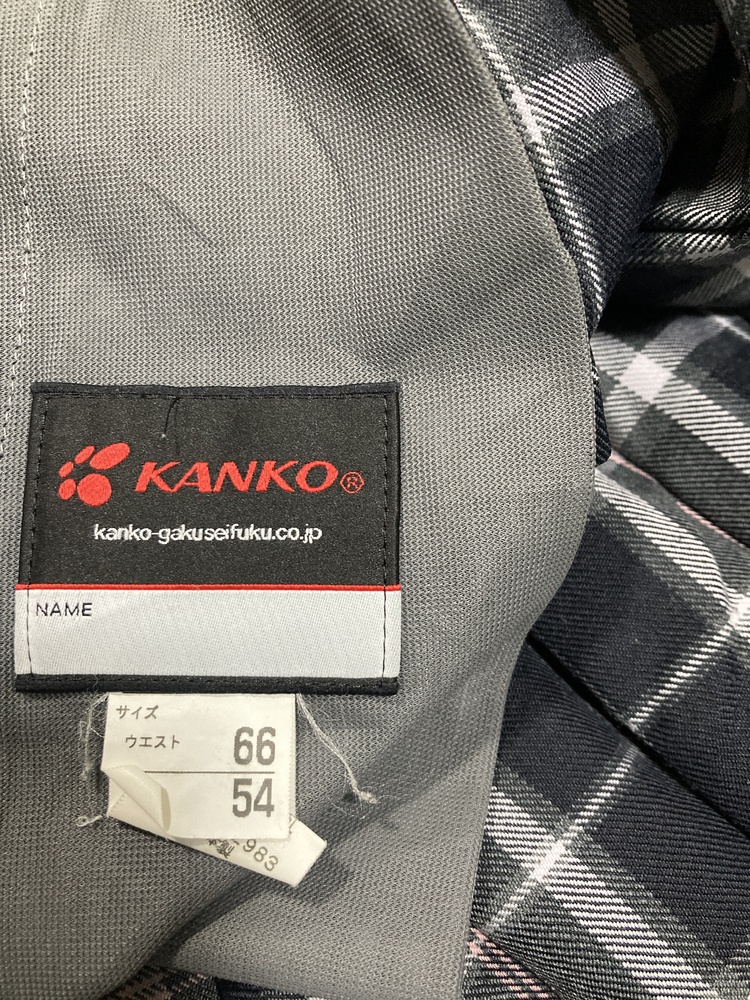 KANKO®
kanko-gakuseifuku.co.jp
NAME
サイズ
ウエスト 66
54
983